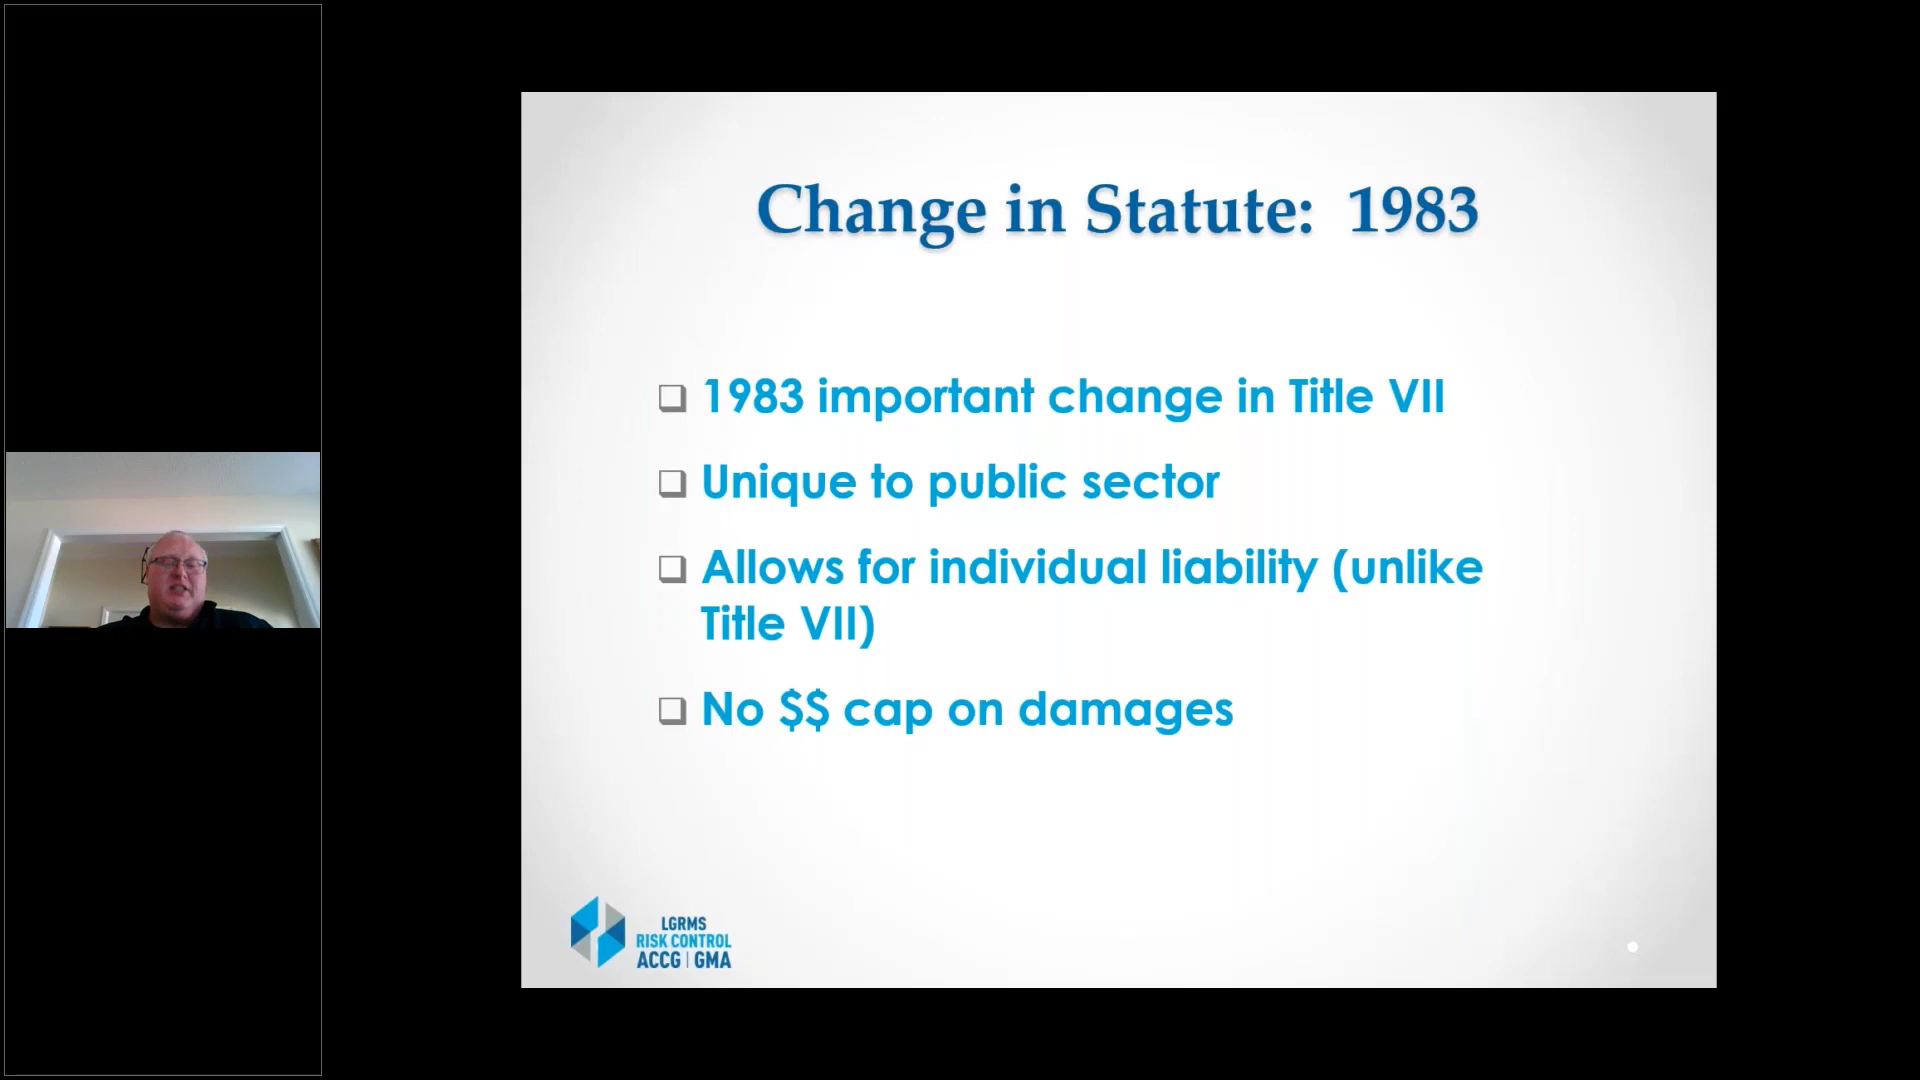 Change in Statute: 1983
1983 important change in Title VII
Unique to public sector
Allows for individual liability (unlike
Title VII)
No $$ cap on damages
LGRMS
RISK CONTROL
ACCG | GMA